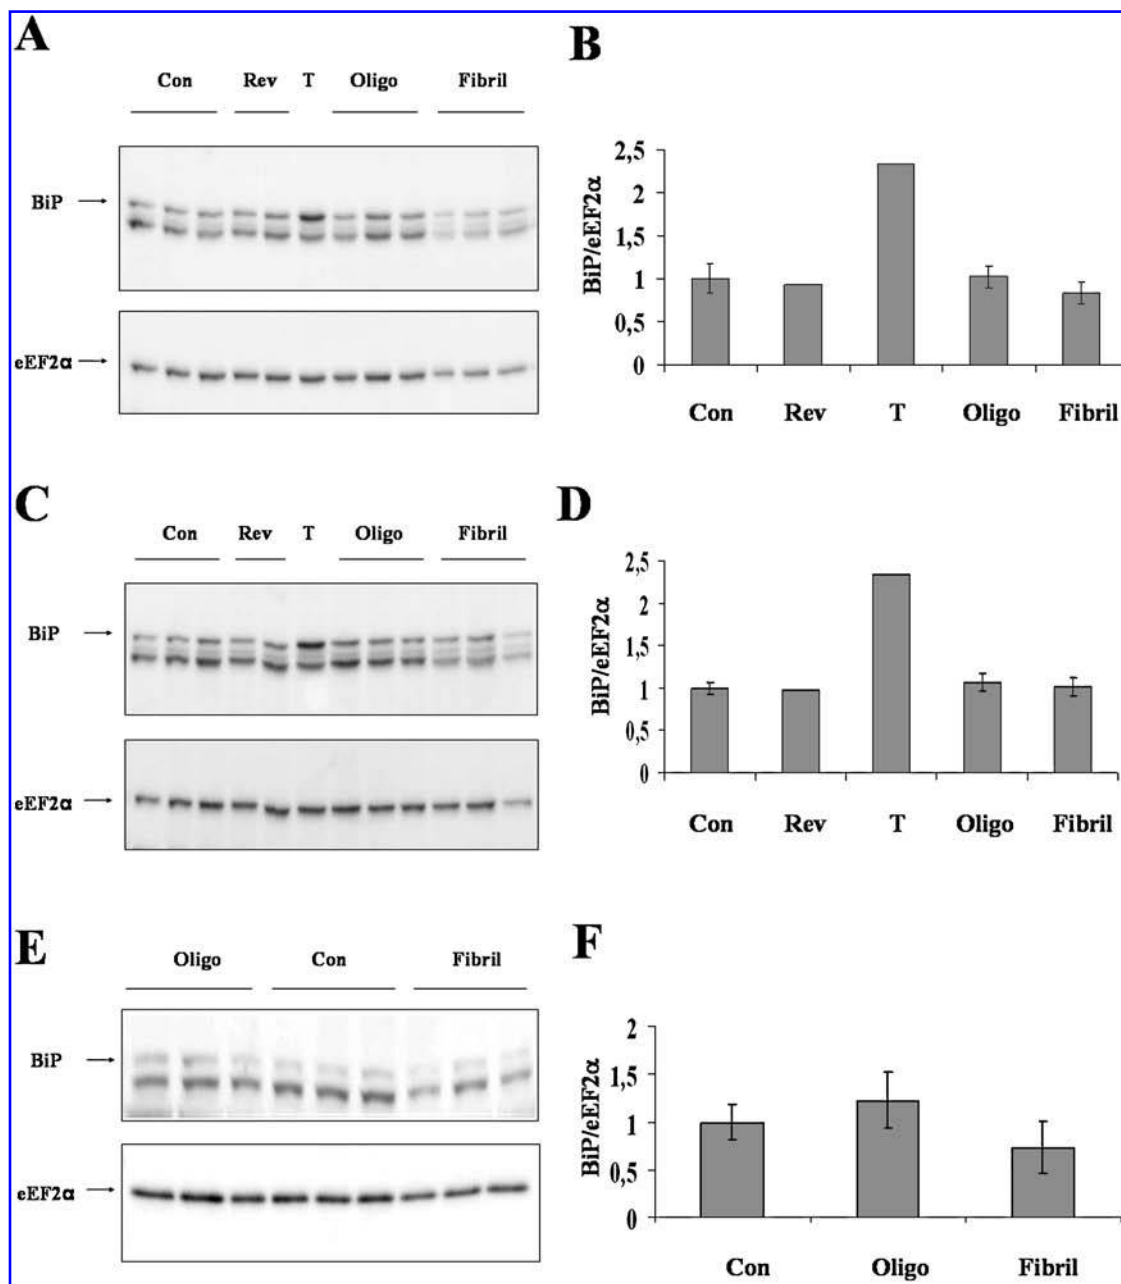 A
Con Rev T Oligo Fibril
BiP
eEF2α
B
BiP/eEF2α
2,5
2
1,5
1
0,5
0
Con Rev T Oligo Fibril
C
Con Rev T Oligo Fibril
BiP
eEF2α
D
BiP/eEF2α
2,5
2
1,5
1
0,5
0
Con Rev T Oligo Fibril
E
Oligo Con Fibril
BiP
eEF2α
F
BiP/eEF2α
2
1,5
1
0,5
0
Con Oligo Fibril